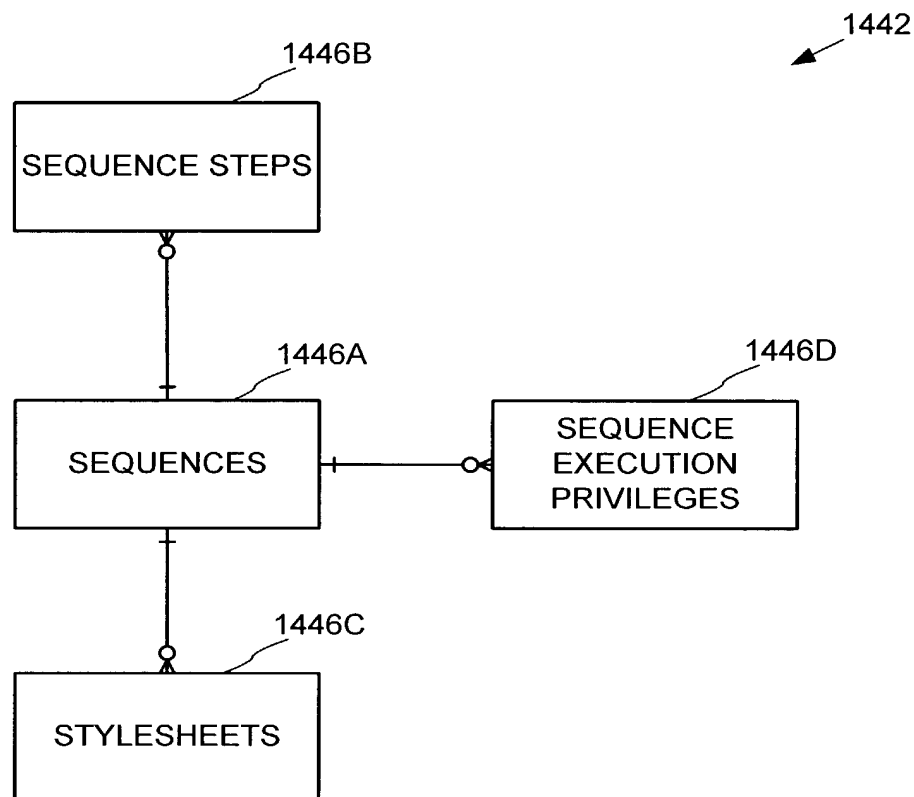 1442
1446B
SEQUENCE STEPS
1446A
SEQUENCES
1446D
SEQUENCE
EXECUTION
PRIVILEGES
1446C
STYLESHEETS